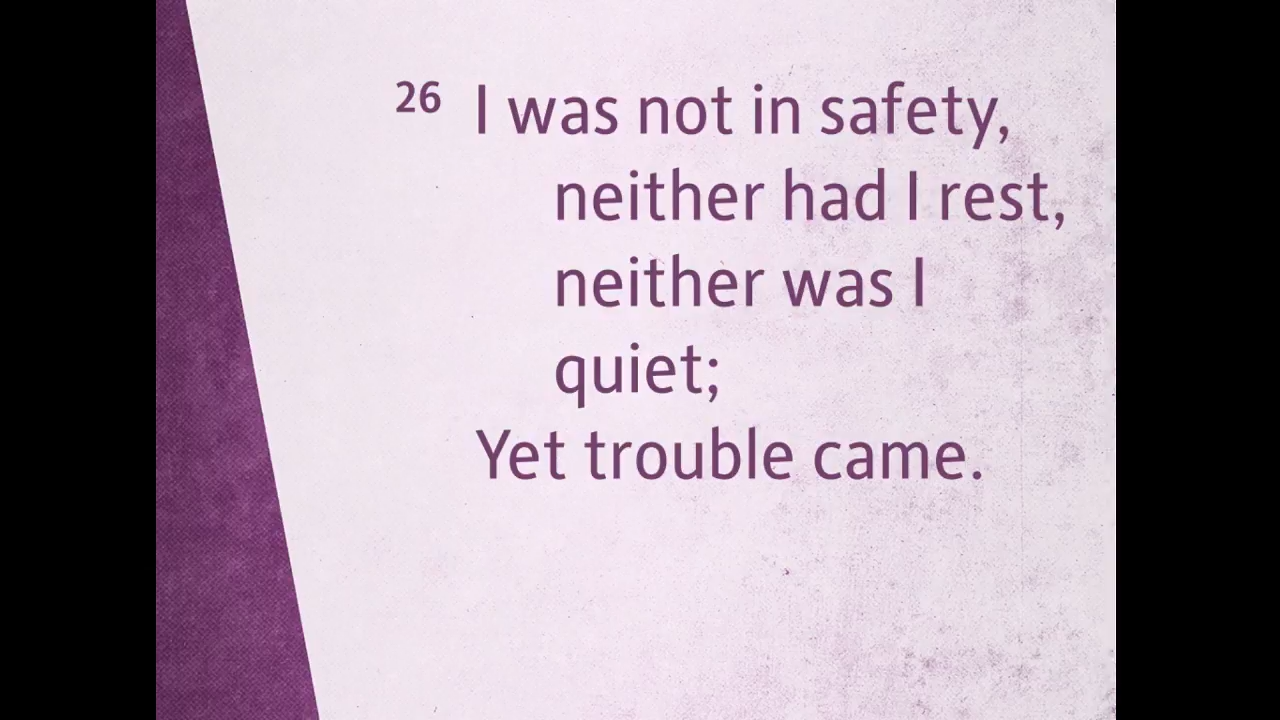 26 I was not in safety,
neither had I rest,
neither was I
quiet;
Yet trouble came.